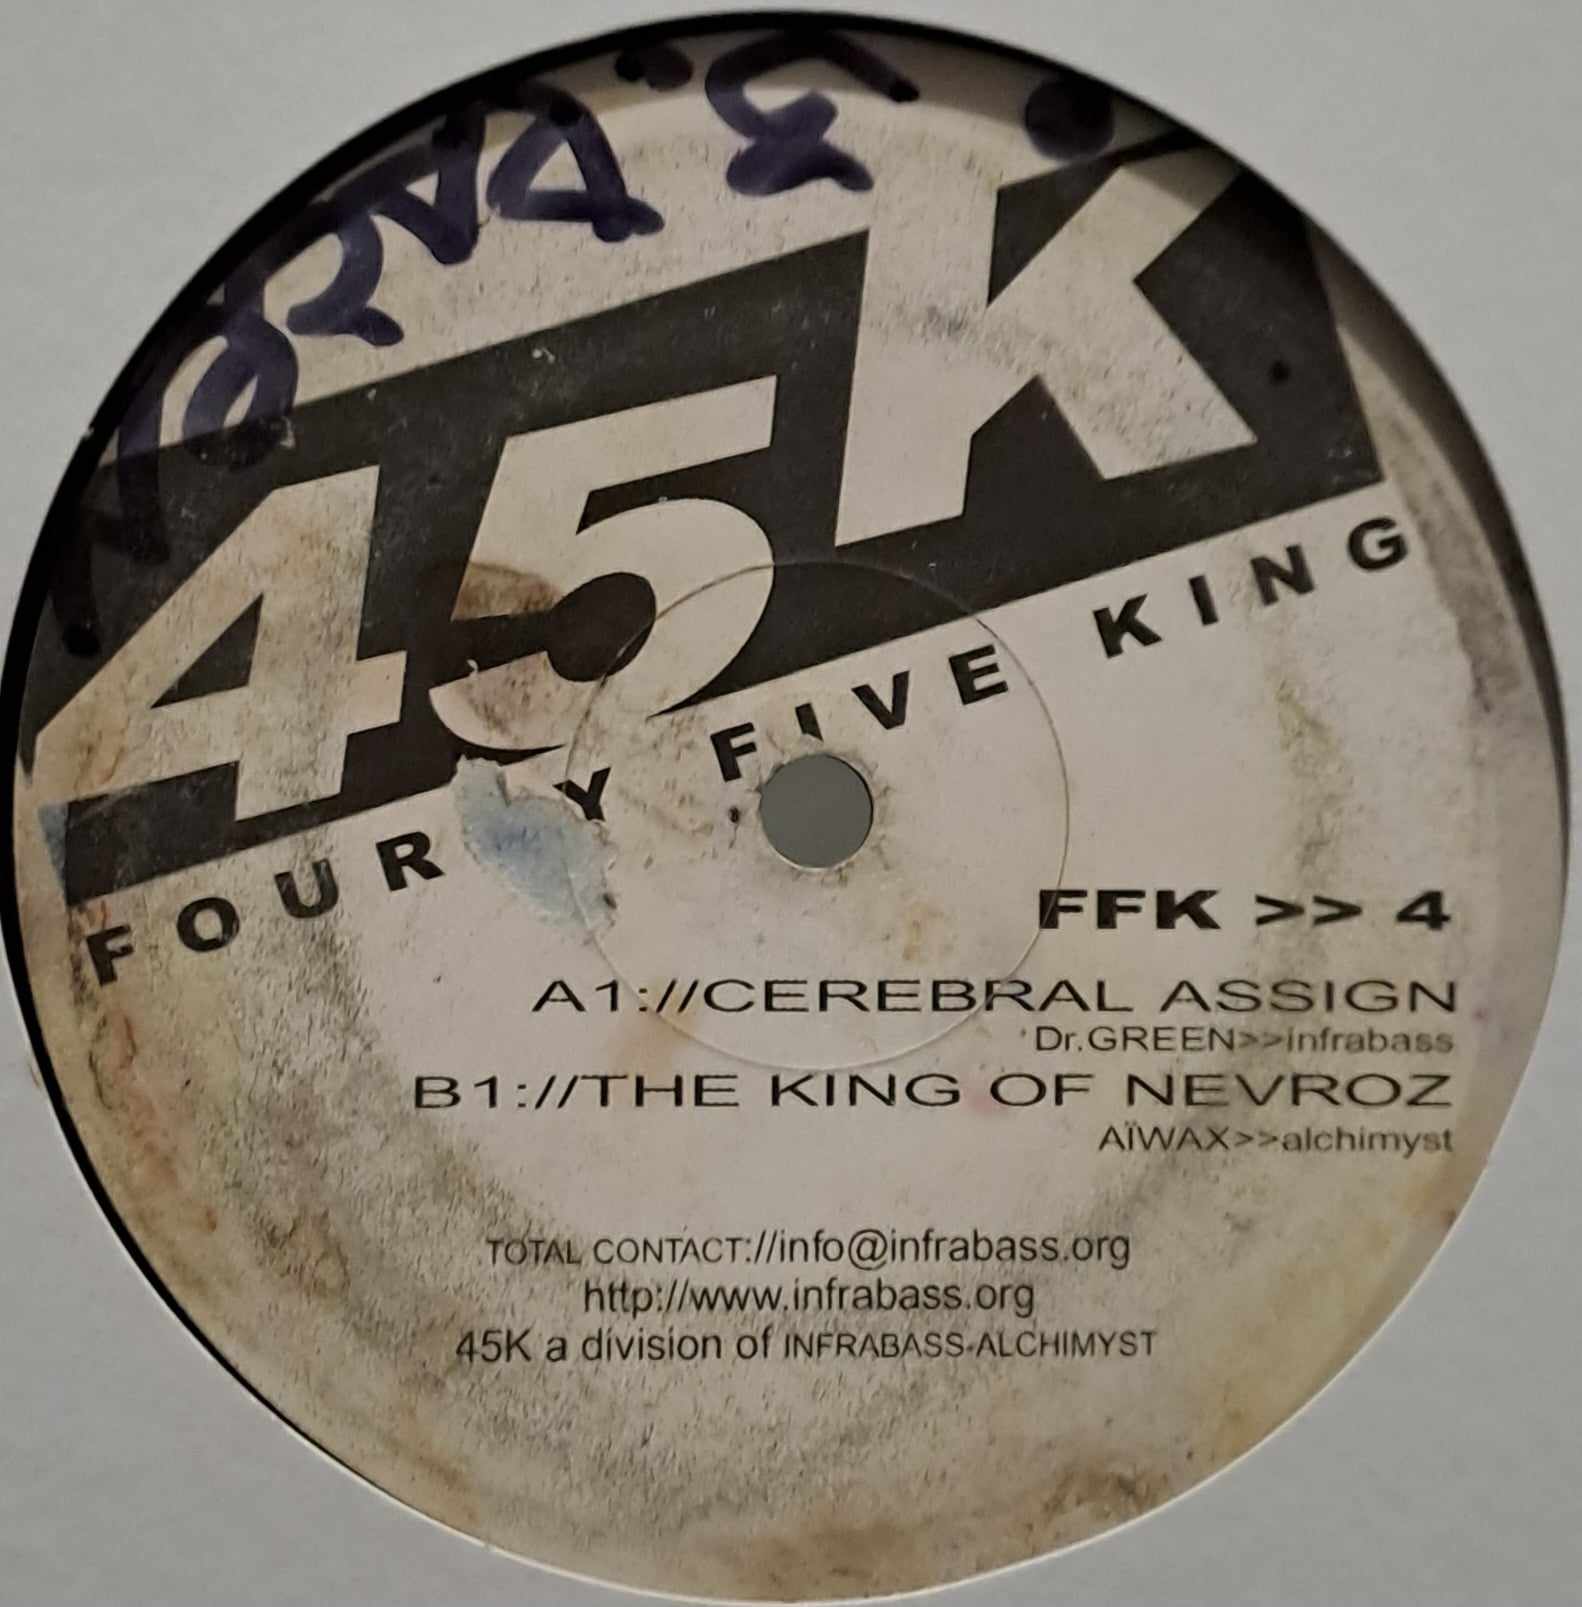 45K
FOUR Y FIVE KING
FFK >> 4
A1://CEREBRAL ASSIGN
Dr.GREEN>>infrabass
B1://THE KING OF NEVROZ
AÏWAX>>alchimyst
TOTAL CONTACT://info@infrabass.org
http://www.infrabass.org
45K a division of INFRABASS-ALCHIMYST